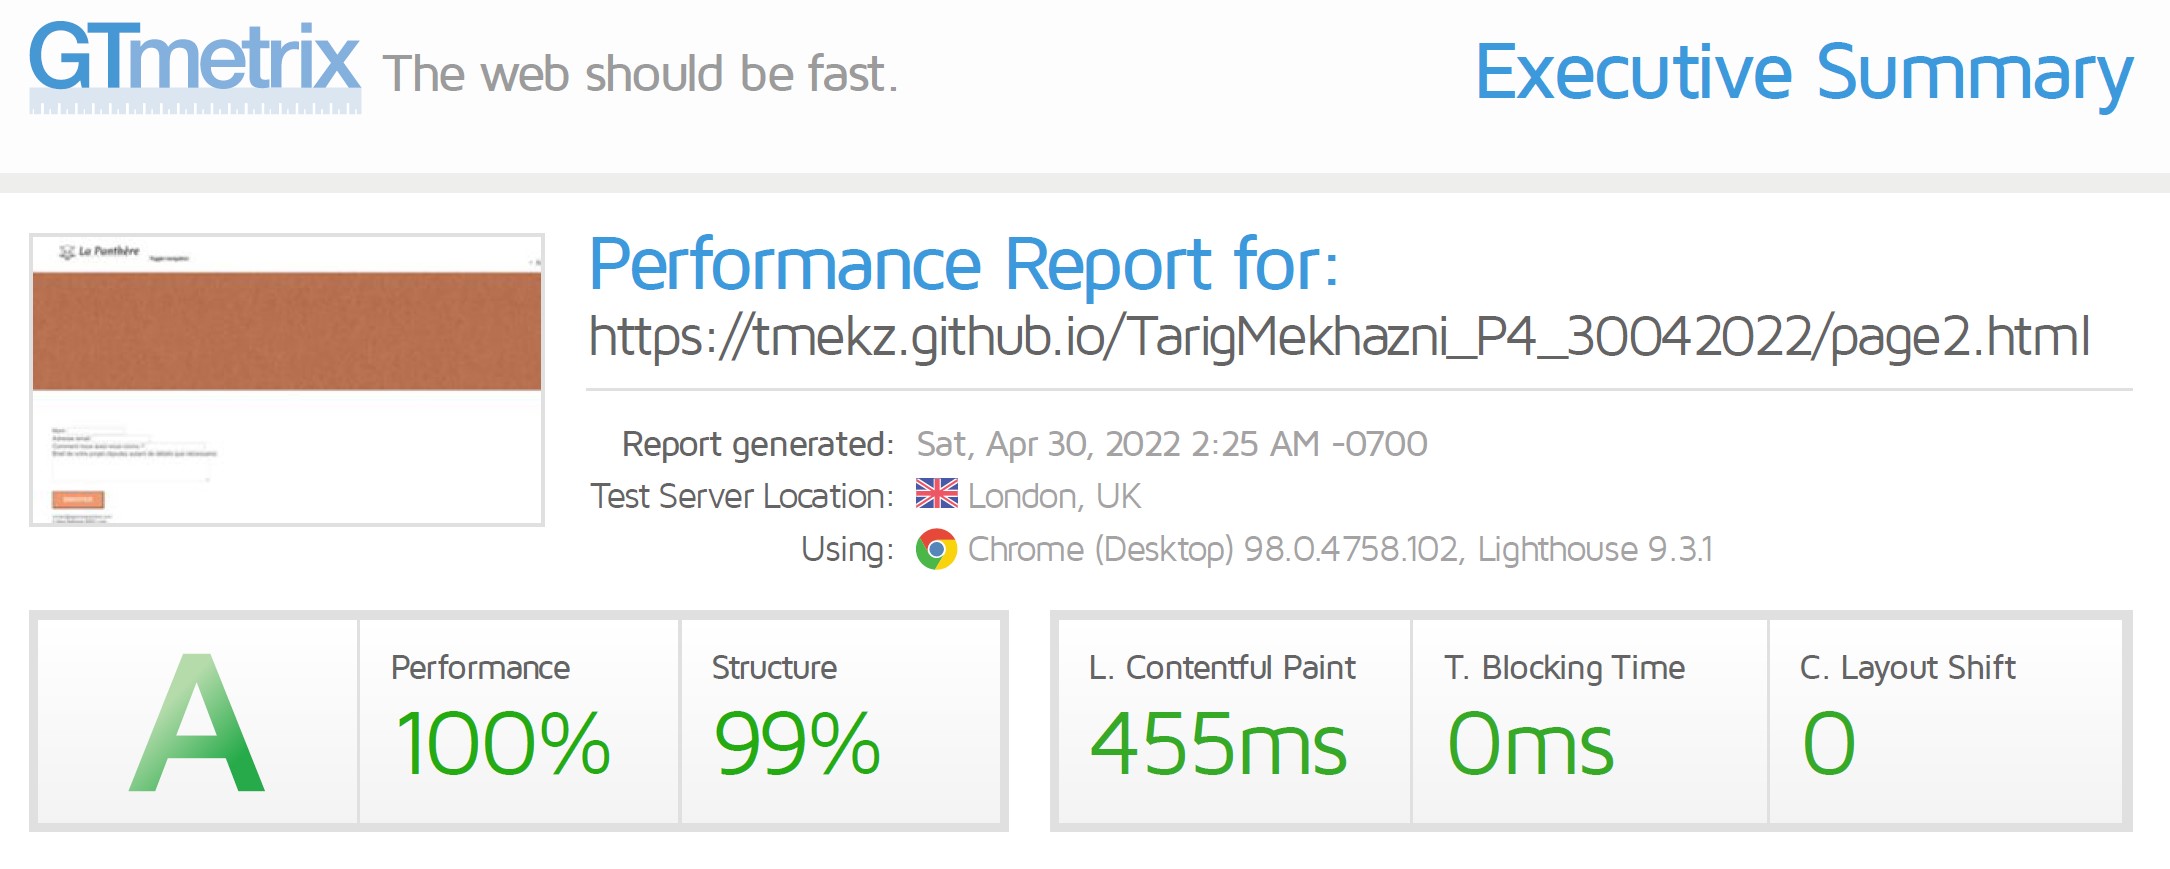 GTmetrix The web should be fast.
Executive Summary
La Panthère
Performance Report for:
https://tmekz.github.io/TarigMekhazni_P4_30042022/page2.html
Report generated: Sat, Apr 30, 2022 2:25 AM -0700
Test Server Location: London, UK
Using: Chrome (Desktop) 98.0.4758.102, Lighthouse 9.3.1
A
Performance
100%
Structure
99%
L. Contentful Paint
455ms
T. Blocking Time
0ms
C. Layout Shift
0